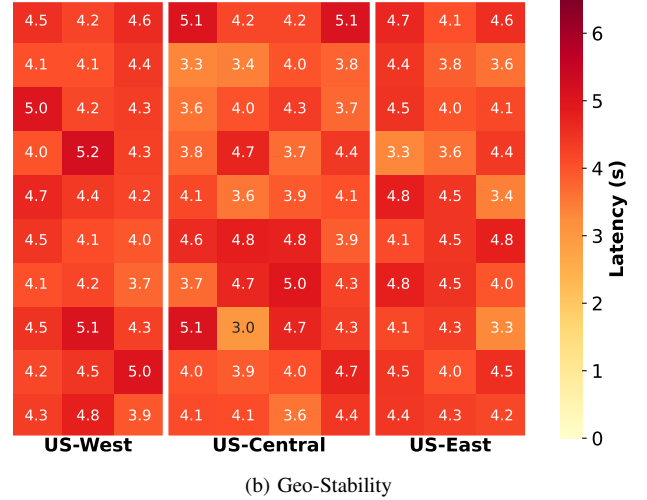 4.5 4.2 4.6 5.1 4.2 4.2 5.1 4.7 4.1 4.6
4.1 4.1 4.4 3.3 3.4 4.0 3.8 4.4 3.8 3.6
5.0 4.2 4.3 3.6 4.0 4.3 3.7 4.5 4.0 4.1
4.0 5.2 4.3 3.8 4.7 3.7 4.4 3.3 3.6 4.4
4.7 4.4 4.2 4.1 3.6 3.9 4.1 4.8 4.5 3.4
4.5 4.1 4.0 4.6 4.8 4.8 3.9 4.1 4.5 4.8
4.1 4.2 3.7 3.7 4.7 5.0 4.3 4.8 4.5 4.0
4.5 5.1 4.3 5.1 3.0 4.7 4.3 4.1 4.3 3.3
4.2 4.5 5.0 4.0 3.9 4.0 4.7 4.5 4.0 4.5
4.3 4.8 3.9 4.1 4.1 3.6 4.4 4.4 4.3 4.2
US-West US-Central US-East
6
5
4
3
2
1
0
Latency (s)
(b) Geo-Stability